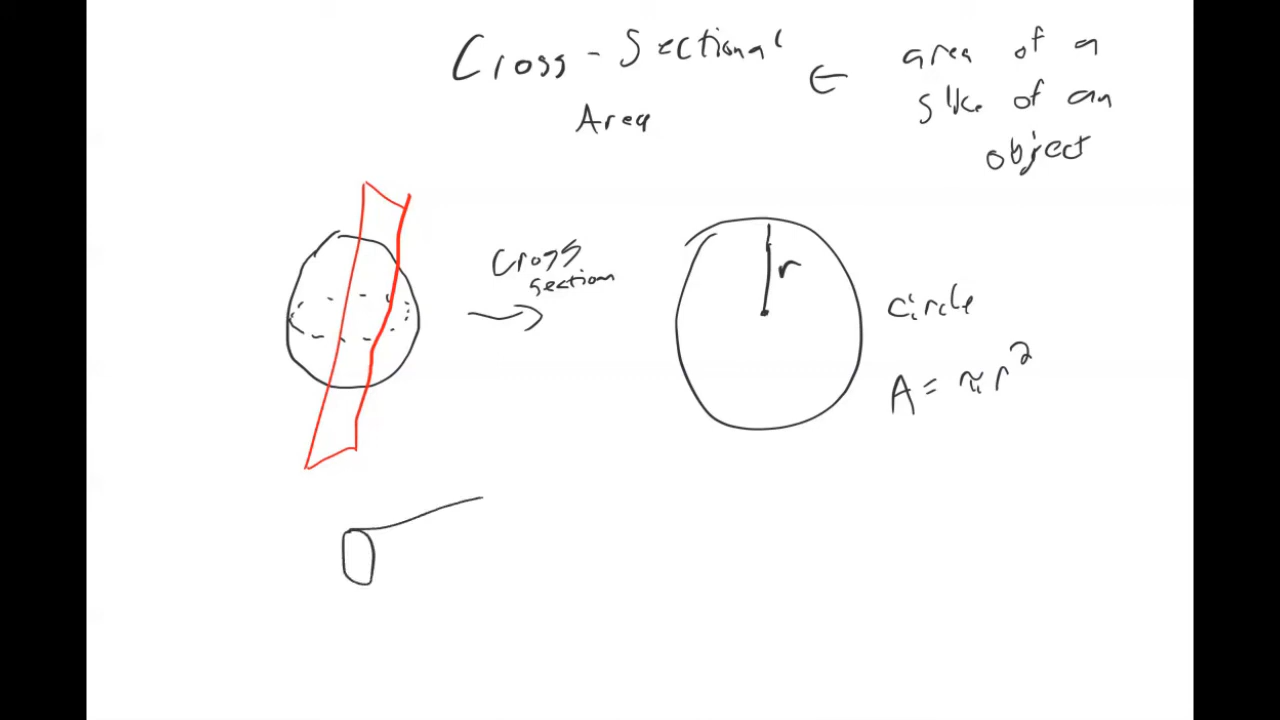 Cross-Sectional
Area
←
area of a
slice of an
object
Cross
section
→
r
circle
A = πr²